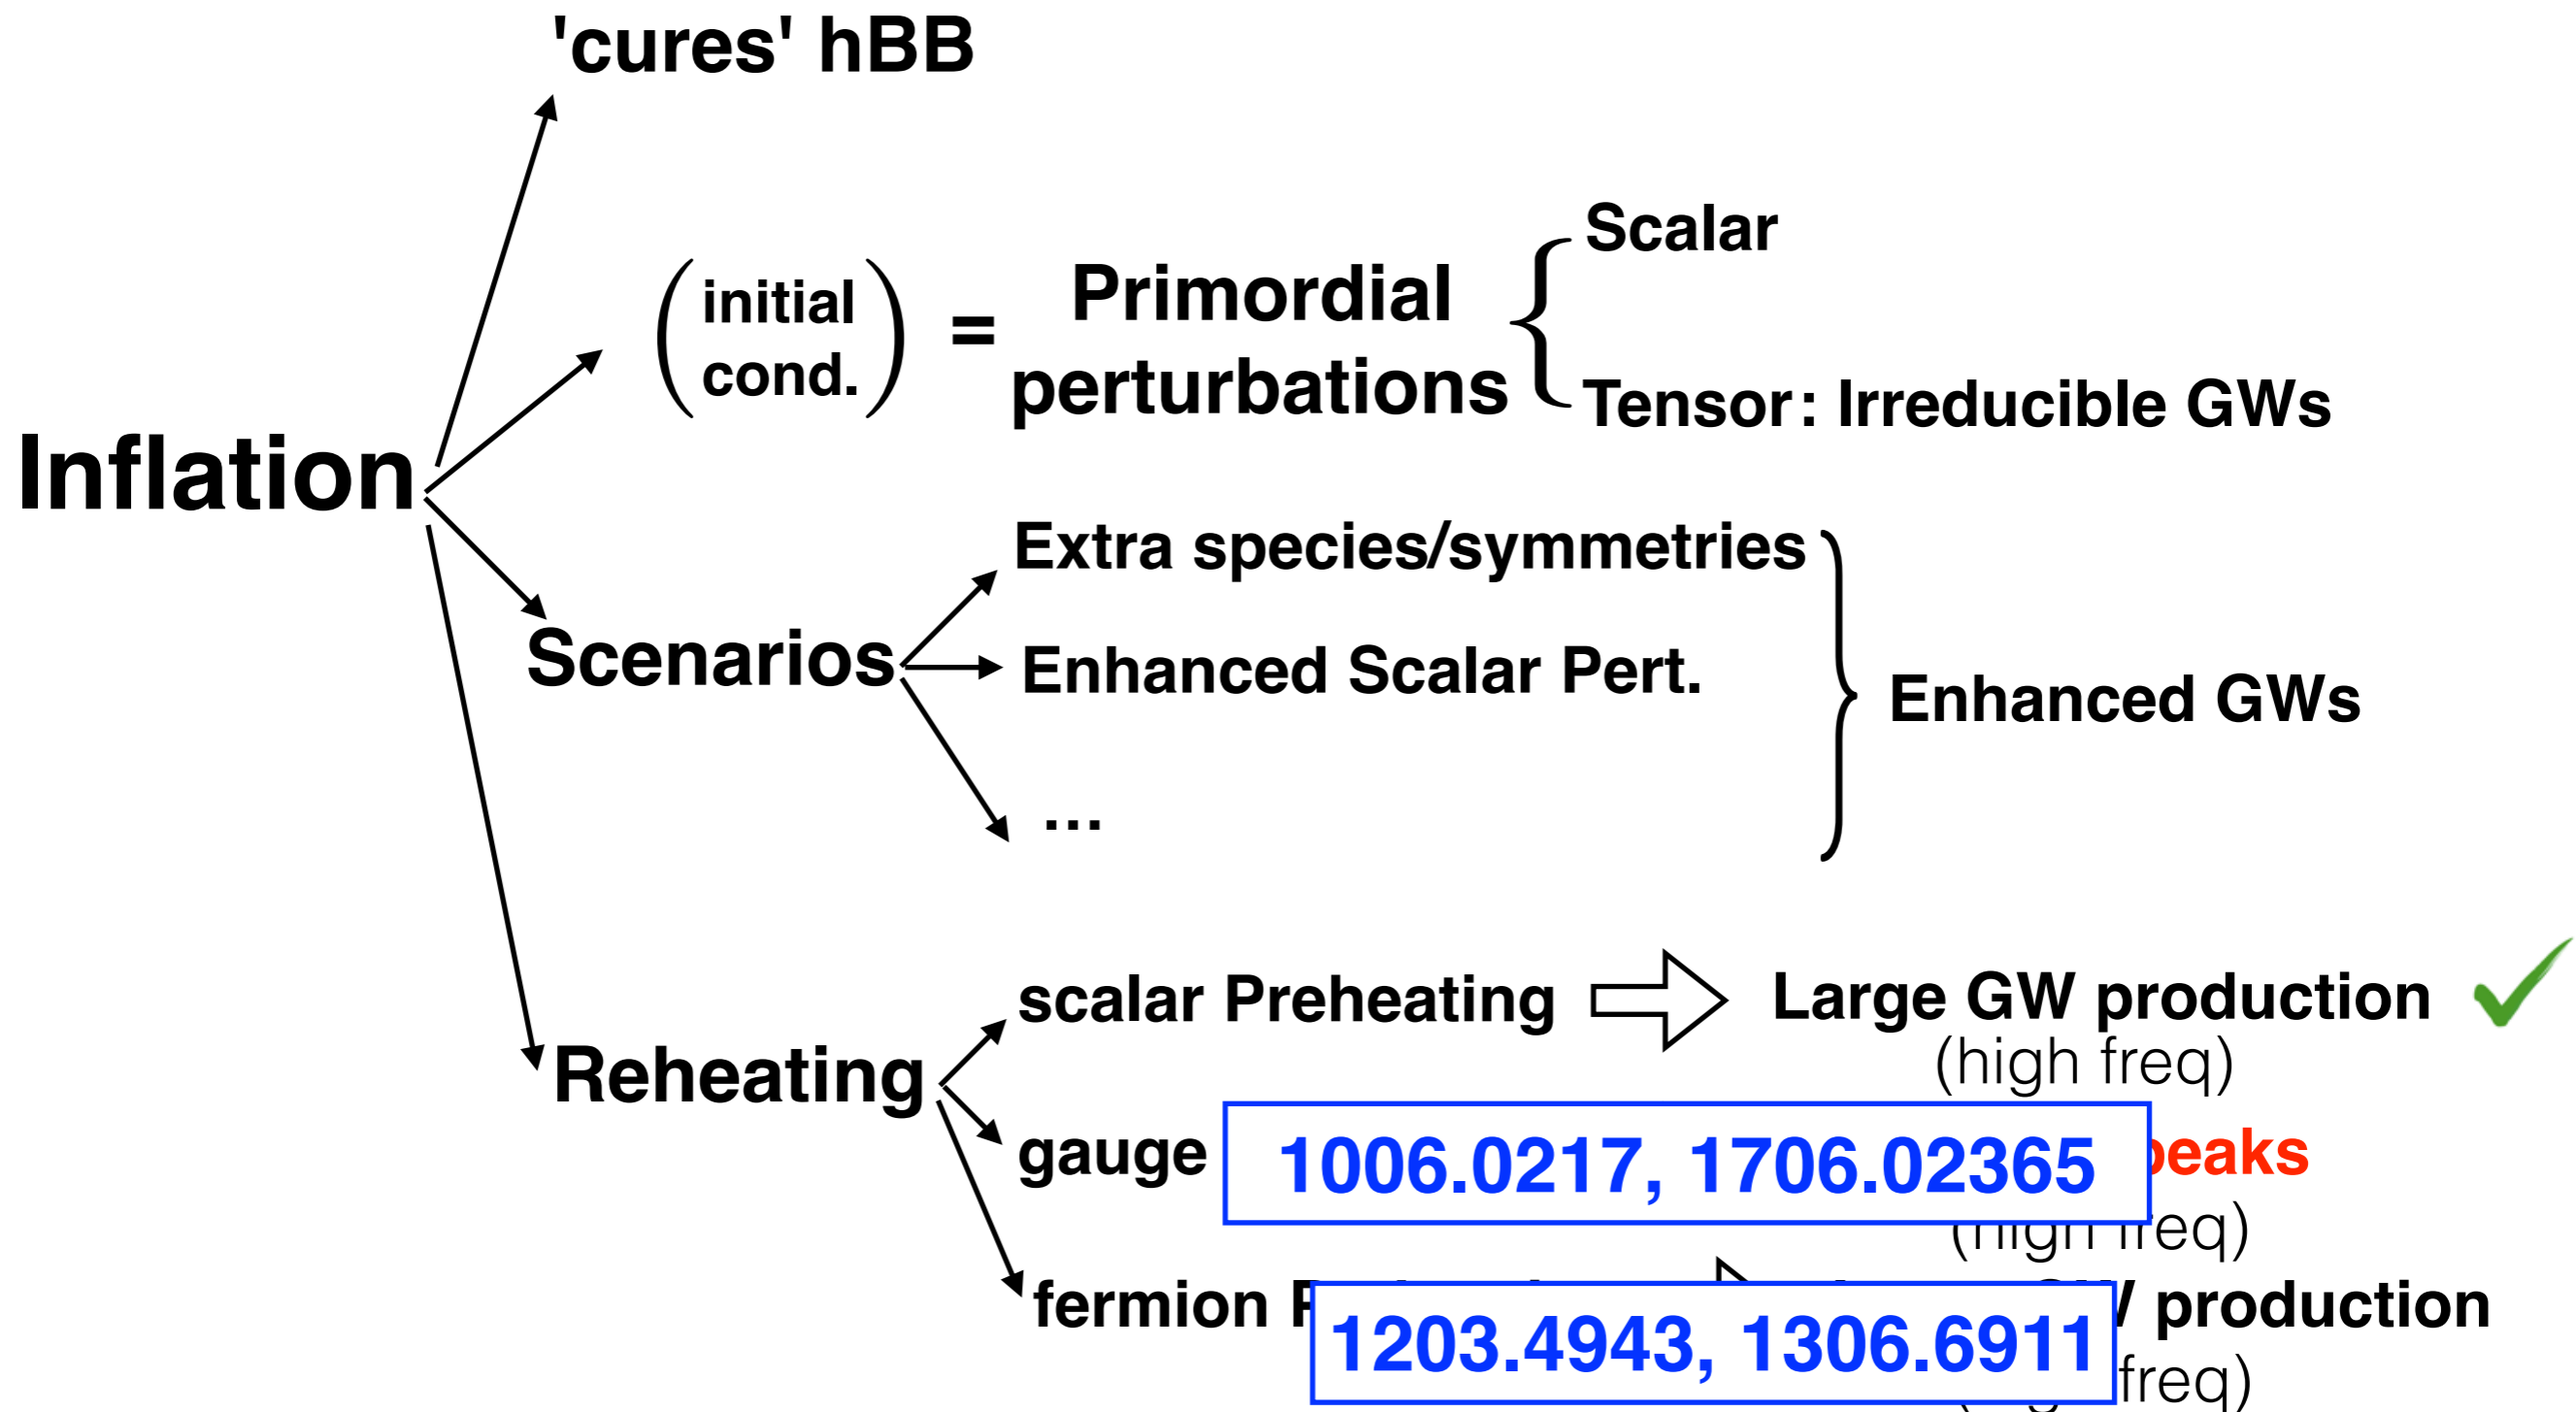 'cures' hBB
Scalar
initial
cond.
=
Primordial
perturbations
Tensor: Irreducible GWs
Inflation
Extra species/symmetries
Scenarios
Enhanced Scalar Pert.
Enhanced GWs
...
scalar Preheating
Large GW production
(high freq)
Reheating
gauge
1006.0217, 1706.02365
(high freq)
fermion
production
1203.4943, 1306.6911
freq)